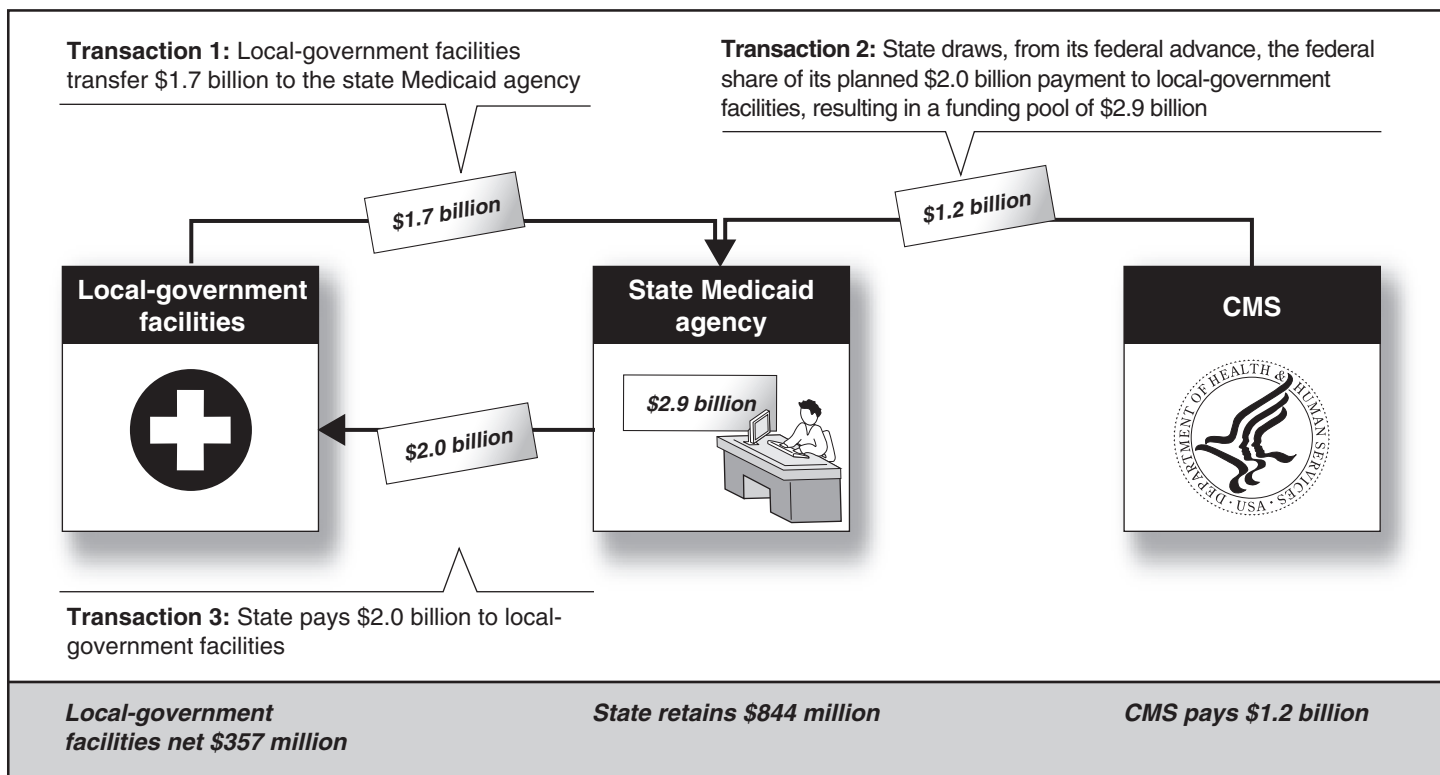 Transaction 1: Local-government facilities
transfer $1.7 billion to the state Medicaid agency
Transaction 2: State draws, from its federal advance, the federal
share of its planned $2.0 billion payment to local-government
facilities, resulting in a funding pool of $2.9 billion
$1.7 billion
$1.2 billion
Local-government
facilities
State Medicaid
agency
CMS
$2.9 billion
$2.0 billion
DEPARTMENT OF HEALTH & HUMAN SERVICES · USA ·
Transaction 3: State pays $2.0 billion to local-
government facilities
Local-government
facilities net $357 million
State retains $844 million
CMS pays $1.2 billion